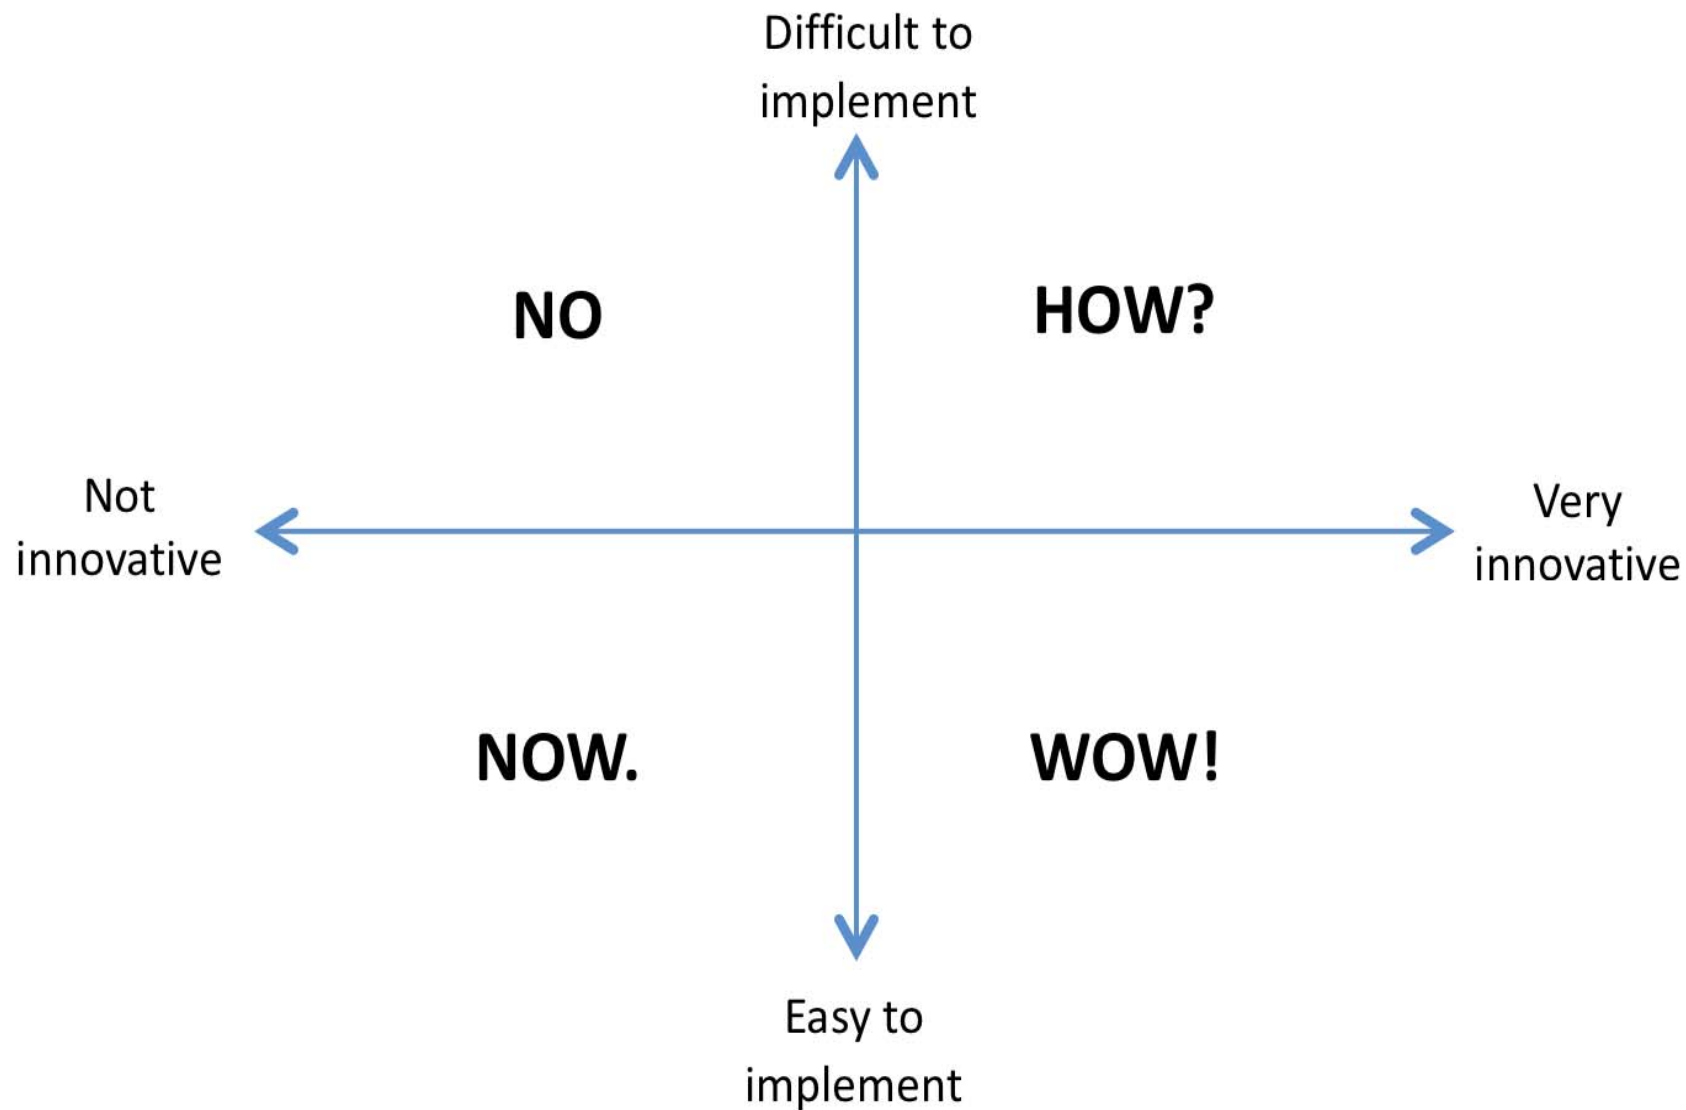 Difficult to
implement
NO
HOW?
Not
innovative
Very
innovative
NOW.
WOW!
Easy to
implement